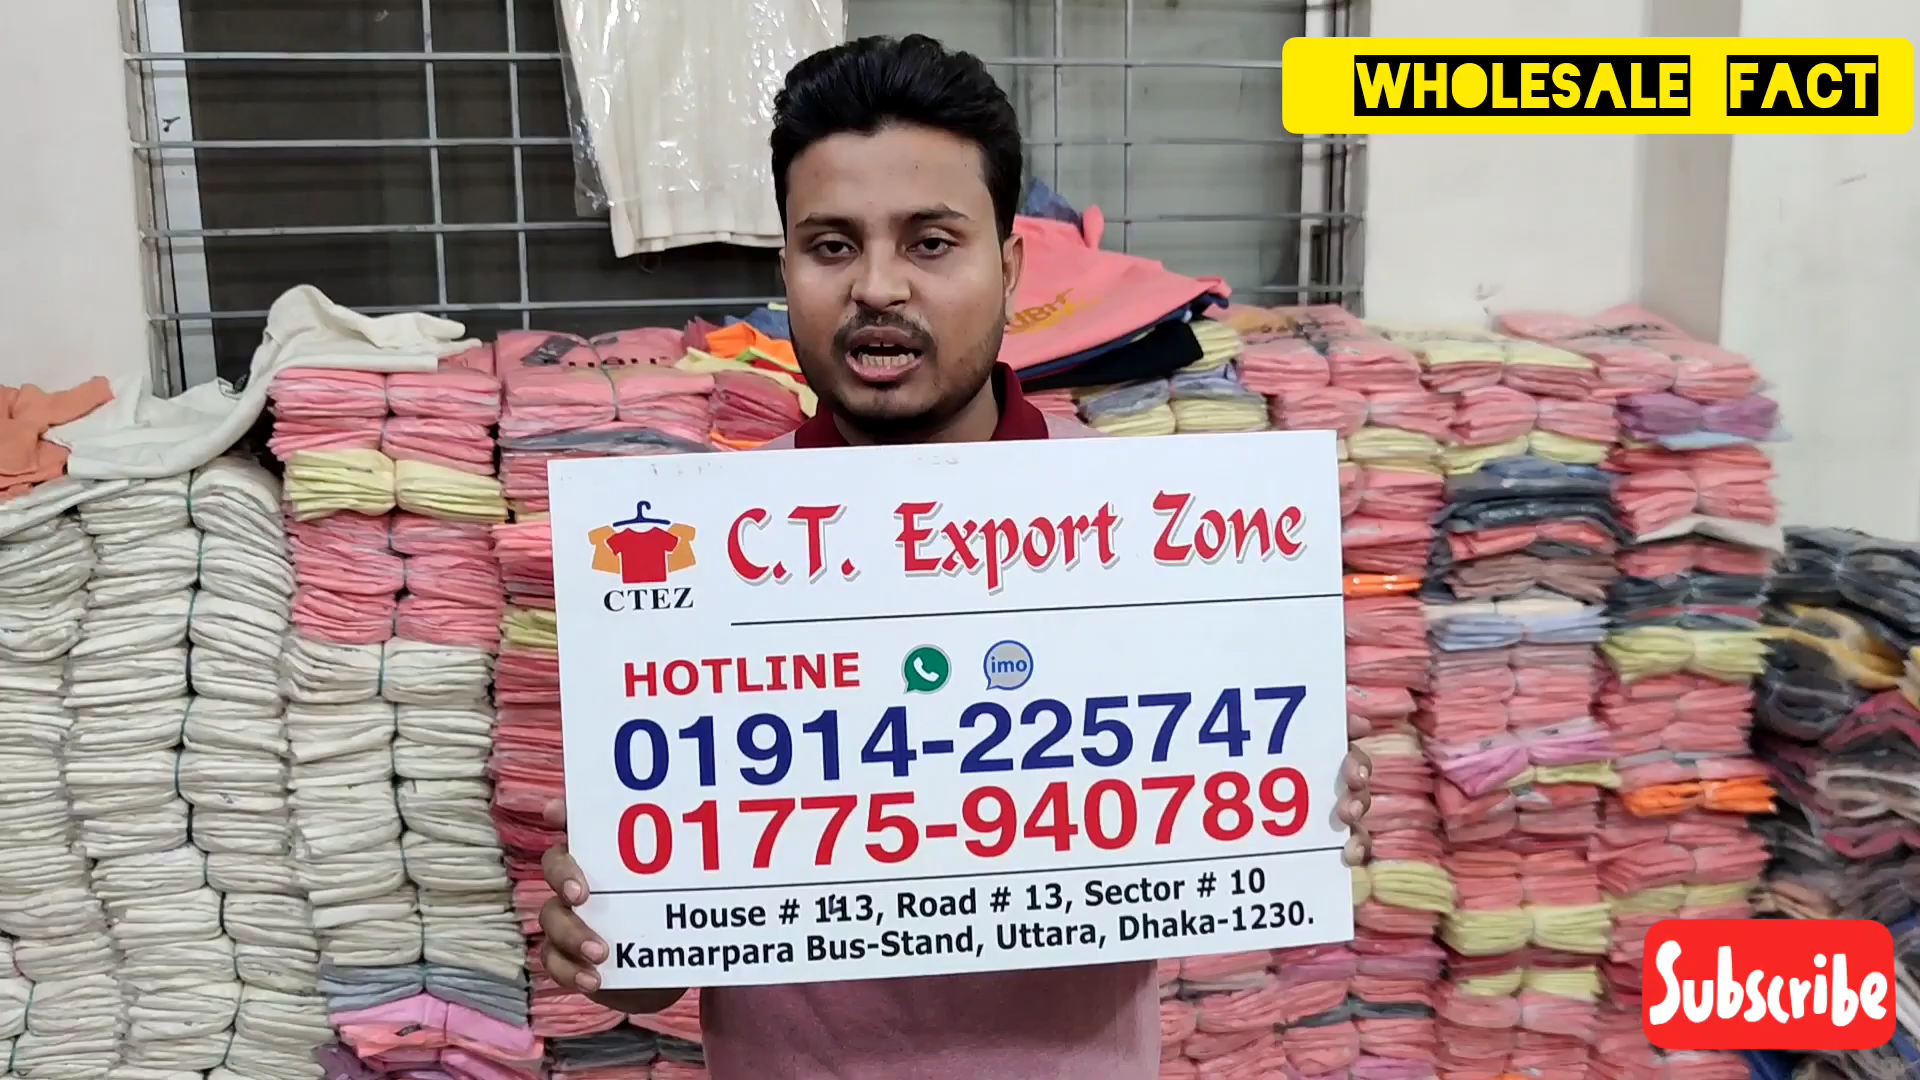 WHOLESALE FACT
C.T. Export Zone
CTEZ
HOTLINE imo
01914-225747
01775-940789
House # 113, Road # 13, Sector # 10
Kamarpara Bus-Stand, Uttara, Dhaka-1230.
Subscribe